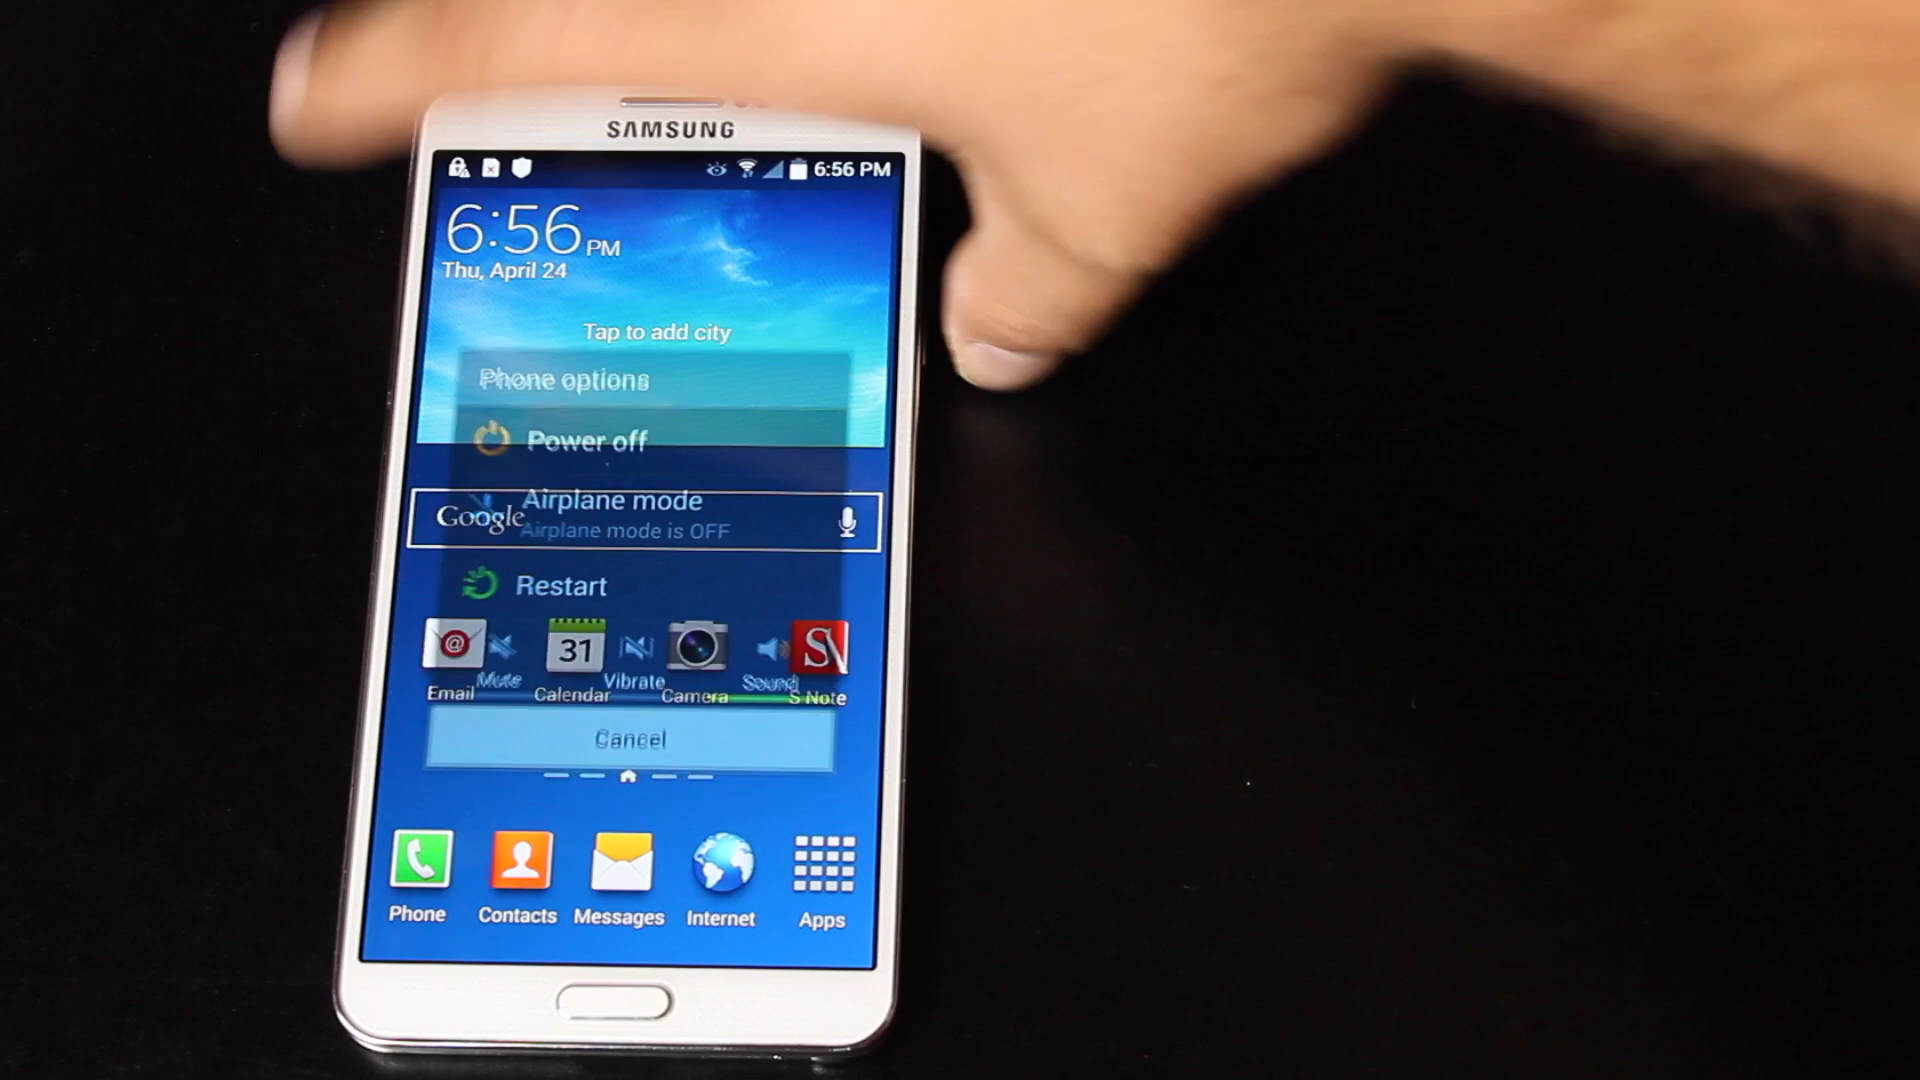 SAMSUNG
6:56 PM
6:56 PM
Thu, April 24
Tap to add city
Phone options
Power off
Airplane mode
Google
Airplane mode is OFF
Restart
31
Mute
Vibrate
Sound
Email
Calendar
Camera
S Note
Cancel
Phone
Contacts
Messages
Internet
Apps